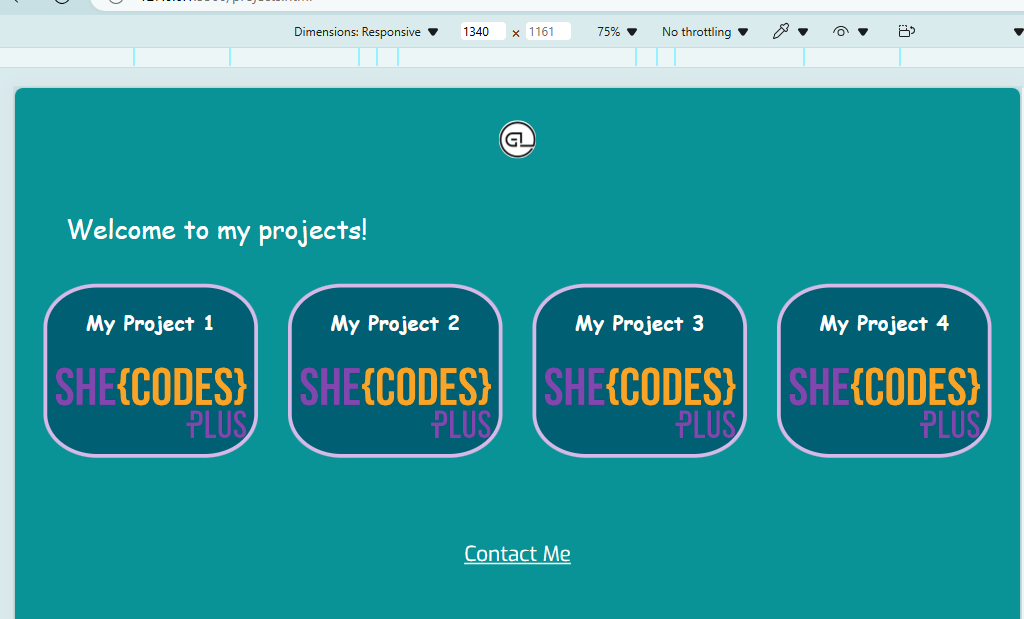 Dimensions: Responsive 1340 × 1161 75% No throttling
GL
Welcome to my projects!
My Project 1 My Project 2 My Project 3 My Project 4
SHE{CODES} SHE{CODES} SHE{CODES} SHE{CODES}
PLUS PLUS PLUS PLUS
Contact Me